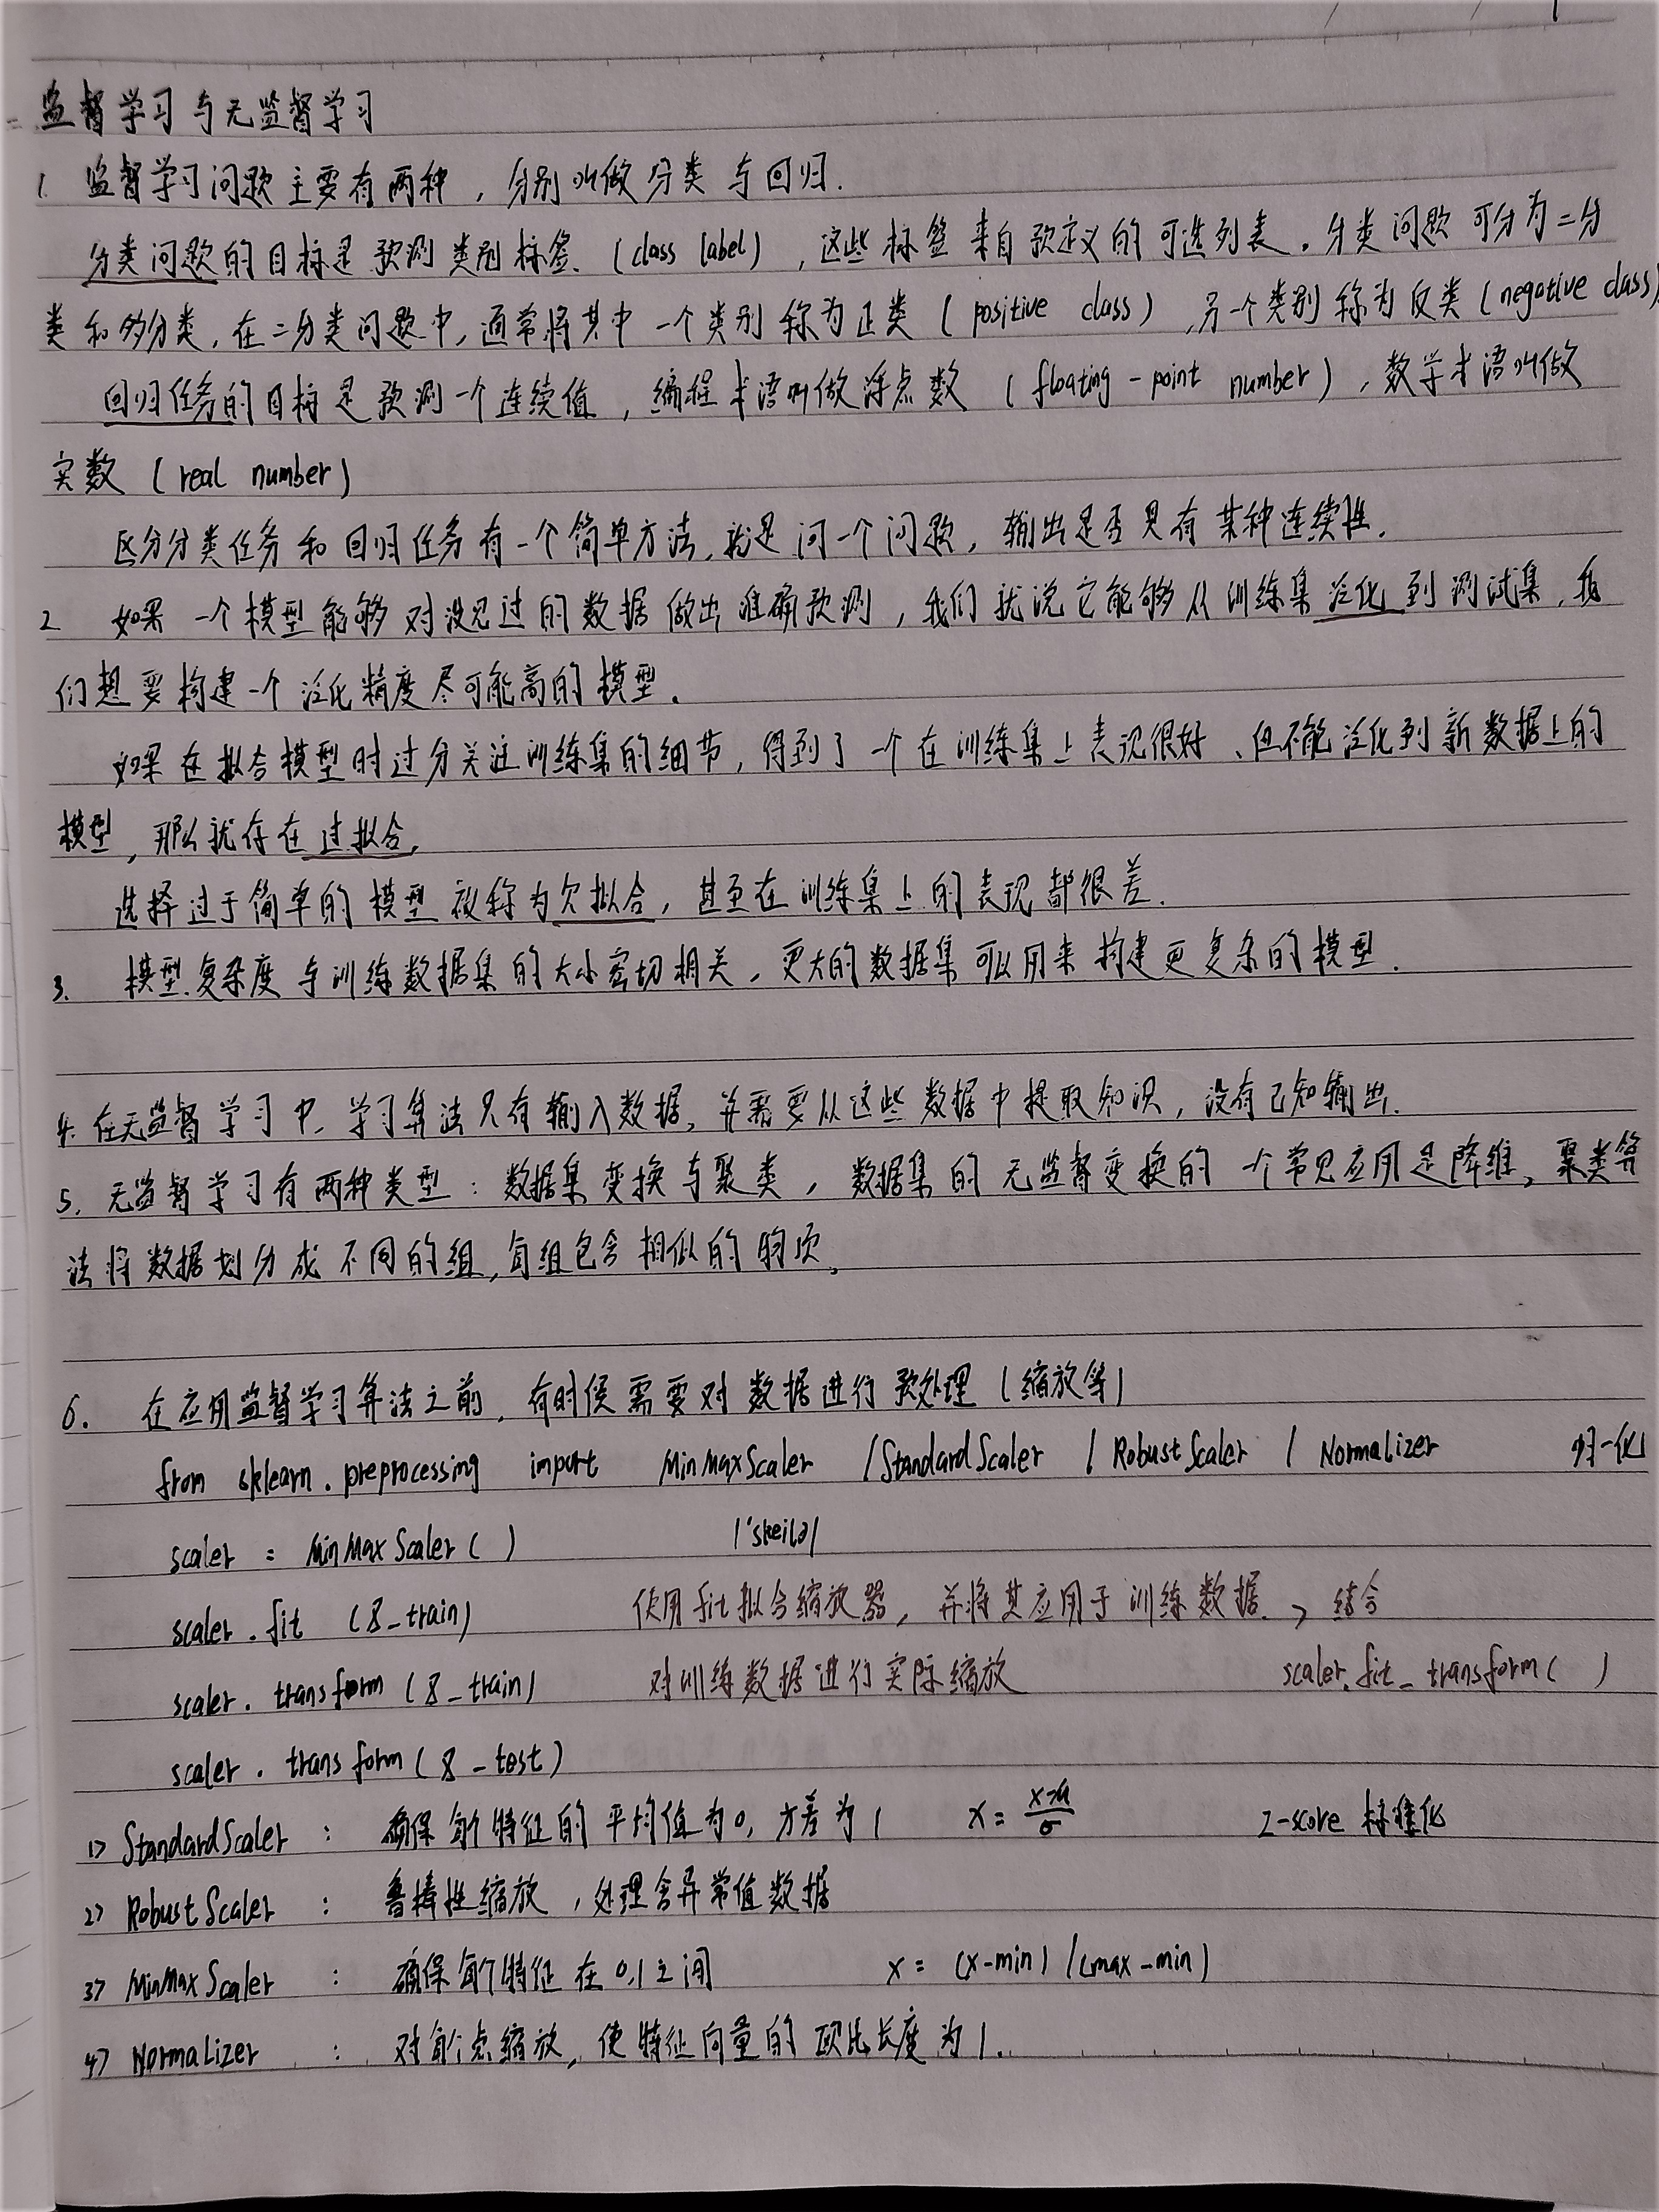 监督学习与无监督学习
1. 监督学习问题主要有两种，分别叫做分类与回归.
分类问题的目标是预测类别标签.(class label)，这些标签来自预定义的可选列表。分类问题可分为二分
类和多分类，在二分类问题中，通常将其中一个类别称为正类(positive class)，另一个类别称为反类(negative class)
回归任务的目标是预测一个连续值，编程术语叫做浮点数(floating-point number)，数学术语叫做
实数(real number)
区分分类任务和回归任务有一个简单方法，就是问一个问题，输出是否具有某种连续性.
2 如果一个模型能够对没见过的数据做出准确预测，我们就说它能够从训练集泛化到测试集，我
们想要构建一个泛化精度尽可能高的模型.
如果在拟合模型时过分关注训练集的细节，得到了一个在训练集上表现很好、但不能泛化到新数据上的
模型，那么就存在过拟合.
选择过于简单的模型被称为欠拟合，甚至在训练集上的表现都很差.
3. 模型复杂度与训练数据集的大小密切相关，更大的数据集可以用来构建更复杂的模型.
4. 在无监督学习中，学习算法只有输入数据，并需要从这些数据中提取知识，没有已知输出.
5. 无监督学习有两种类型：数据集变换与聚类，数据集的无监督变换的一个常见应用是降维，聚类算
法将数据划分成不同的组，每组包含相似的物项。
6. 在应用监督学习算法之前，有时候需要对数据进行预处理(缩放等)
from sklearn.preprocessing import MinMaxScaler /StandardScaler / RobustScaler / Normalizer 归一化
scaler = MinMaxScaler( ) /'skeilə/
scaler.fit (X_train) 使用fit拟合缩放器，并将其应用于训练数据. > 结合
scaler.transform(X_train) 对训练数据进行实际缩放 scaler.fit_transform( )
scaler.transform(X_test)
1> StandardScaler : 确保每个特征的平均值为0，方差为1 x=\frac{x-μ}{σ} Z-score 标准化
2> RobustScaler : 鲁棒性缩放，处理含异常值数据
3> MinMaxScaler : 确保每个特征在0,1之间 x= (x-min)/(max-min)
4> Normalizer : 对每个点缩放，使特征向量的欧氏长度为1.